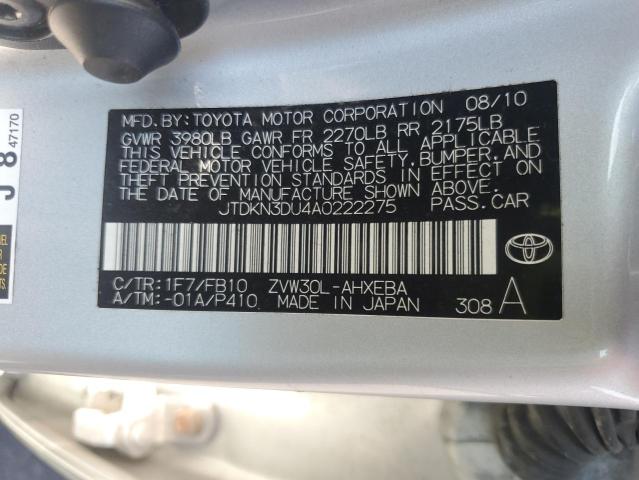 MFD. BY: TOYOTA MOTOR CORPORATION 08/10
GVWR 3980LB GAWR FR 2270LB RR 2175LB
THIS VEHICLE CONFORMS TO ALL APPLICABLE
FEDERAL MOTOR VEHICLE SAFETY, BUMPER, AND
THEFT PREVENTION STANDARDS IN EFFECT ON
THE DATE OF MANUFACTURE SHOWN ABOVE.
JTDKN3DU4A0222275 PASS.CAR
C/TR: 1F7/FB10 ZVW30L-AHXEBA
A/TM: -01A/P410 MADE IN JAPAN 308 A
J 8 47170